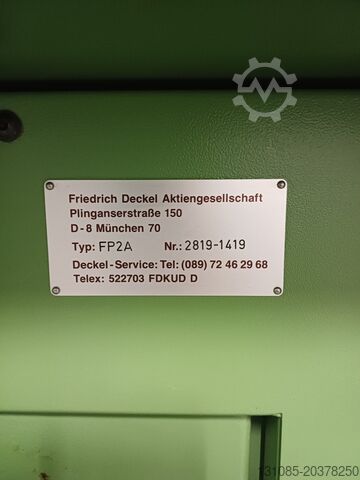 Friedrich Deckel Aktiengesellschaft
Plinganserstraße 150
D-8 München 70
Typ: FP2A Nr.: 2819-1419
Deckel-Service: Tel: (089) 72 46 29 68
Telex: 522703 FDKUD D
131085-20378250